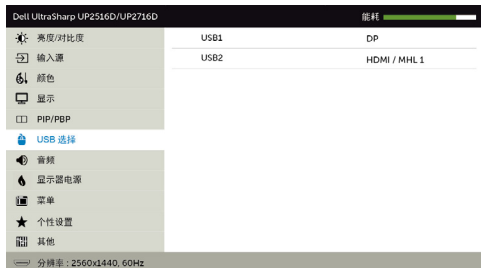 Dell UltraSharp UP2516D/UP2716D 能耗
亮度/对比度 USB1 DP
输入源 USB2 HDMI / MHL 1
颜色
显示
PIP/PBP
USB 选择
音频
显示器电源
菜单
个性设置
其他
分辨率 : 2560x1440, 60Hz